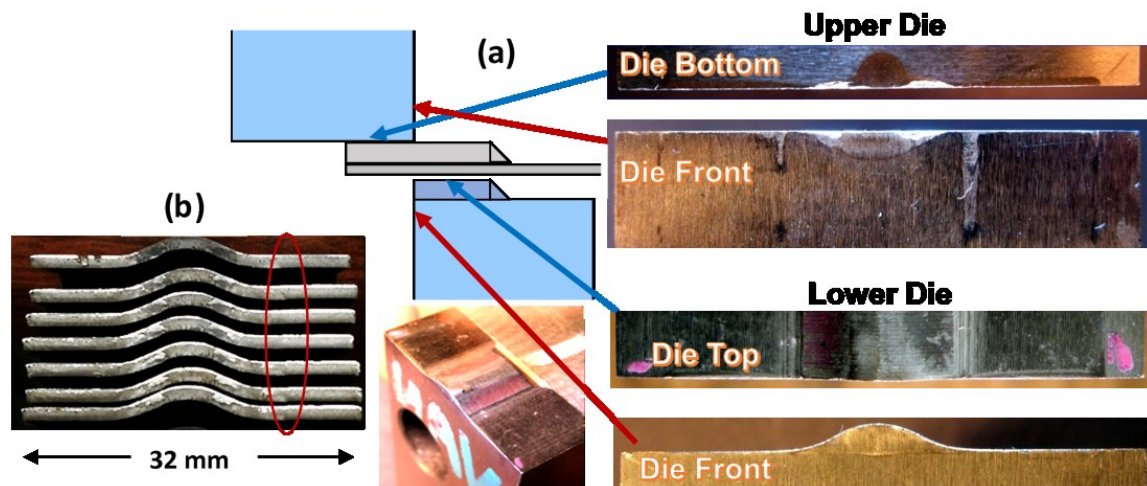 (a)
Upper Die
Die Bottom
Die Front
(b)
Lower Die
Die Top
Die Front
32 mm